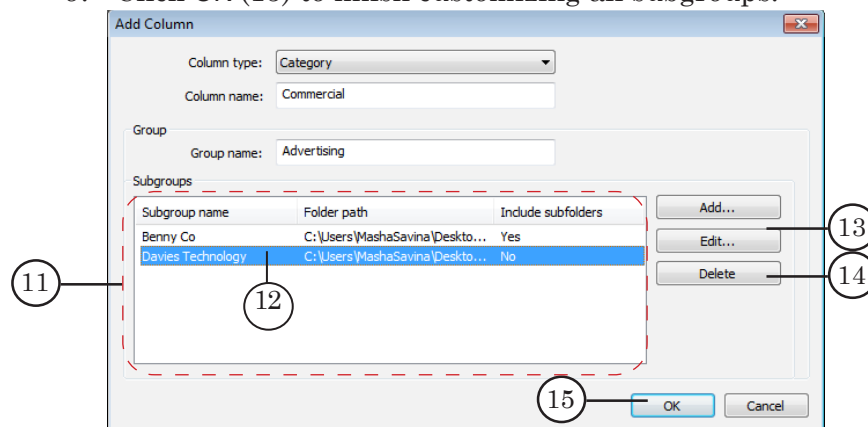 Add Column
Column type: Category
Column name: Commercial
Group
Group name: Advertising
Subgroups
Subgroup name Folder path Include subfolders
Benny Co C:\Users\MashaSavina\Deskto... Yes
Davies Technology C:\Users\MashaSavina\Deskto... No
Add...
Edit...
Delete
11
12
13
14
15
OK Cancel